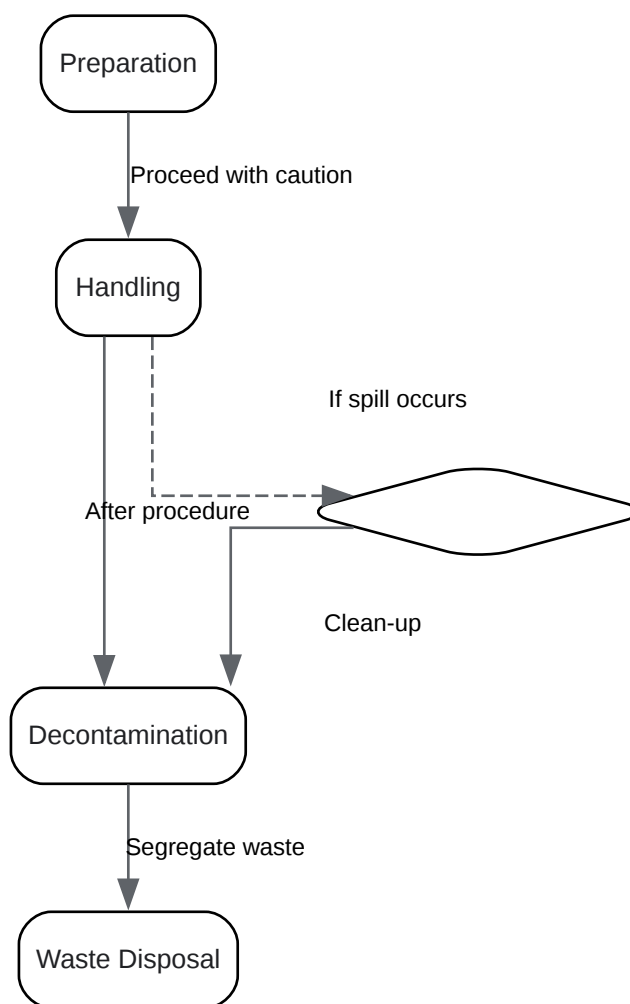 Preparation
Proceed with caution
Handling
If spill occurs
After procedure
Clean-up
Decontamination
Segregate waste
Waste Disposal